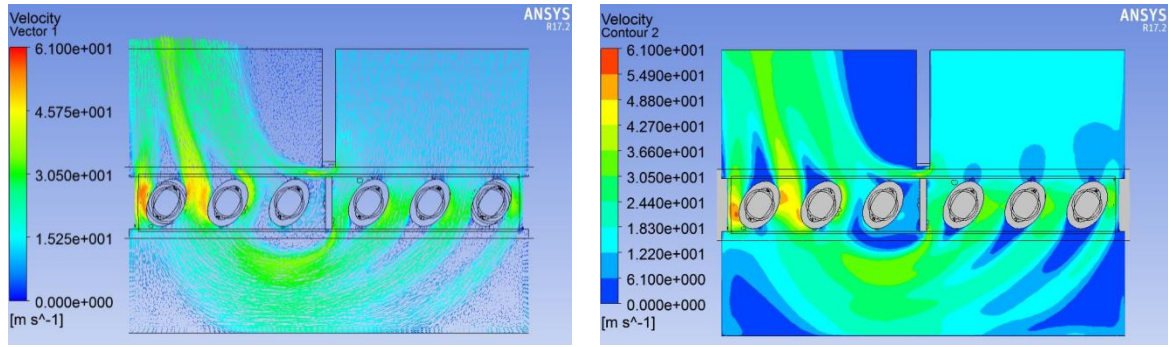 Velocity
Vector 1
6.100e+001
4.575e+001
3.050e+001
1.525e+001
0.000e+000
[m s^-1]
ANSYS
R17.2
Velocity
Contour 2
6.100e+001
5.490e+001
4.880e+001
4.270e+001
3.660e+001
3.050e+001
2.440e+001
1.830e+001
1.220e+001
6.100e+000
0.000e+000
[m s^-1]
ANSYS
R17.2